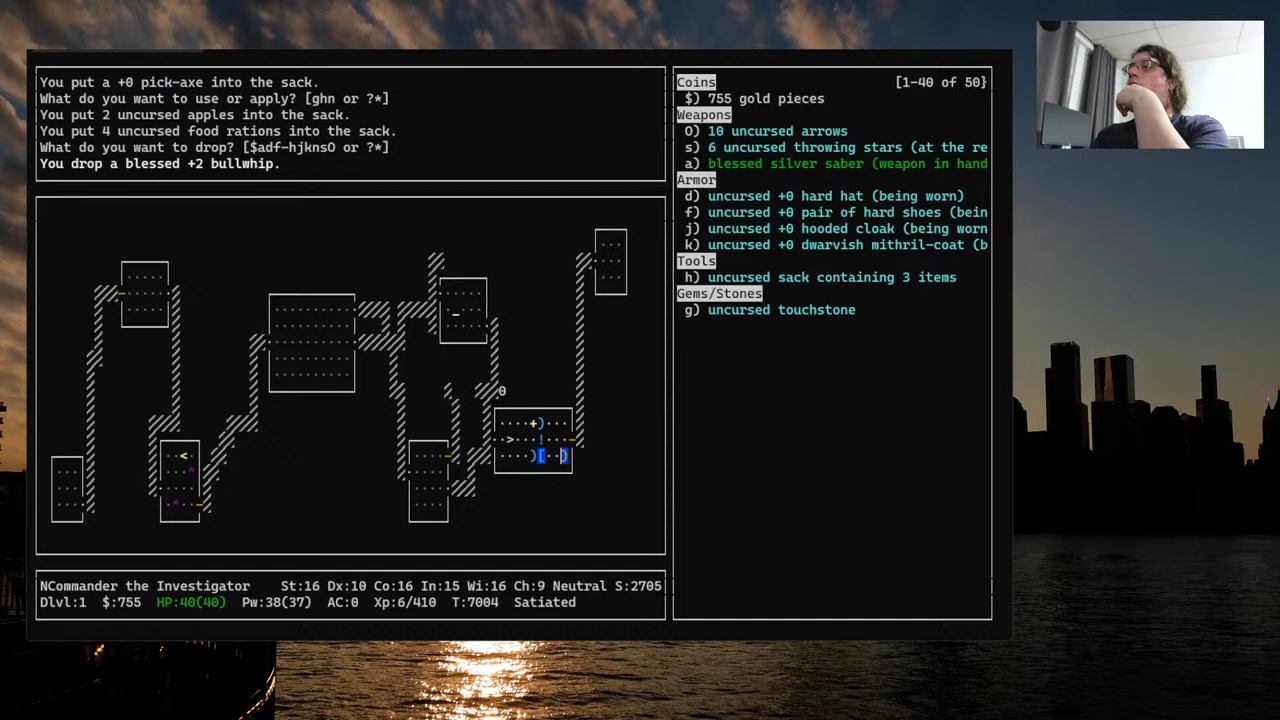 You put a +0 pick-axe into the sack.
What do you want to use or apply? [ghn or ?*]
You put 2 uncursed apples into the sack.
You put 4 uncursed food rations into the sack.
What do you want to drop? [$adf-hjknsO or ?*]
You drop a blessed +2 bullwhip.
NCommander the Investigator St:16 Dx:10 Co:16 In:15 Wi:16 Ch:9 Neutral S:2705
Dlvl:1 $:755 HP:40(40) Pw:38(37) AC:0 Xp:6/410 T:7004 Satiated
Coins [1-40 of 50}
$) 755 gold pieces
Weapons
O) 10 uncursed arrows
s) 6 uncursed throwing stars (at the re
a) blessed silver saber (weapon in hand
Armor
d) uncursed +0 hard hat (being worn)
f) uncursed +0 pair of hard shoes (bein
j) uncursed +0 hooded cloak (being worn
k) uncursed +0 dwarvish mithril-coat (b
Tools
h) uncursed sack containing 3 items
Gems/Stones
g) uncursed touchstone